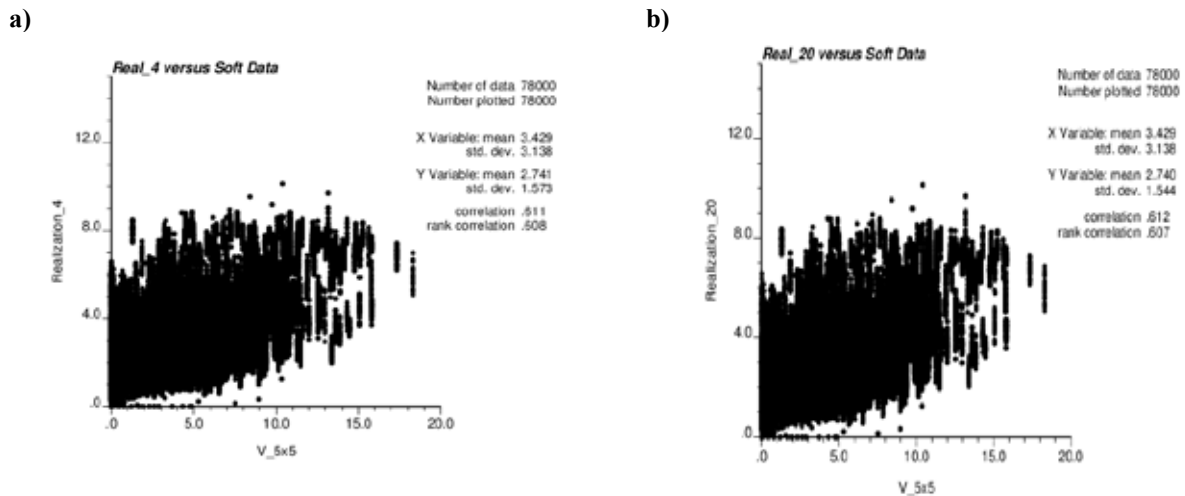 a)
Real_4 versus Soft Data
Number of data 78000
Number plotted 78000
X Variable: mean 3.429
std. dev. 3.138
Y Variable: mean 2.741
std. dev. 1.573
correlation .611
rank correlation .608
Realization_4
12.0
8.0
4.0
.0
.0
5.0
10.0
15.0
20.0
V_5x5
b)
Real_20 versus Soft Data
Number of data 78000
Number plotted 78000
X Variable: mean 3.429
std. dev. 3.138
Y Variable: mean 2.740
std. dev. 1.544
correlation .612
rank correlation .607
Realization_20
12.0
8.0
4.0
.0
.0
5.0
10.0
15.0
20.0
V_5x5